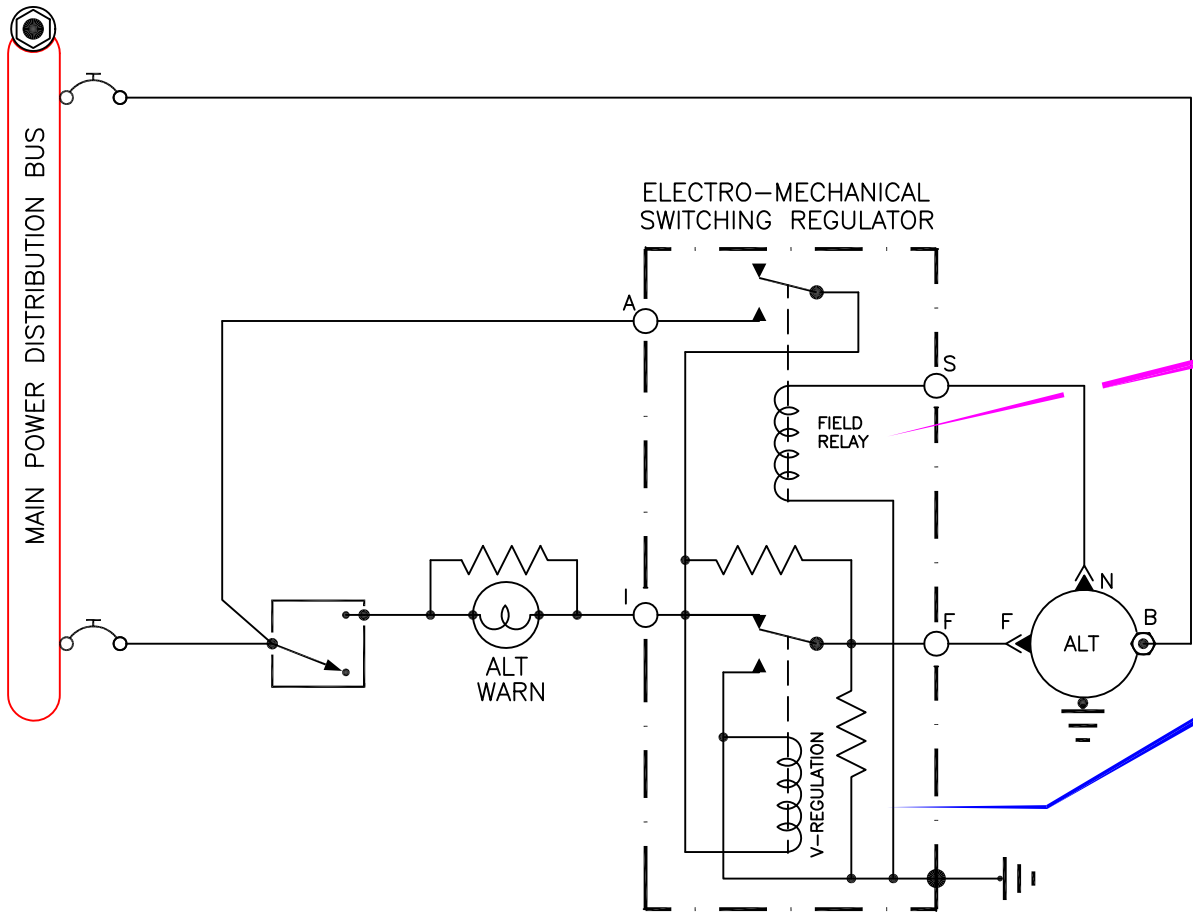 MAIN POWER DISTRIBUTION BUS
ELECTRO-MECHANICAL
SWITCHING REGULATOR
A
S
FIELD
RELAY
I
N
F
F
B
ALT
ALT
WARN
V-REGULATION